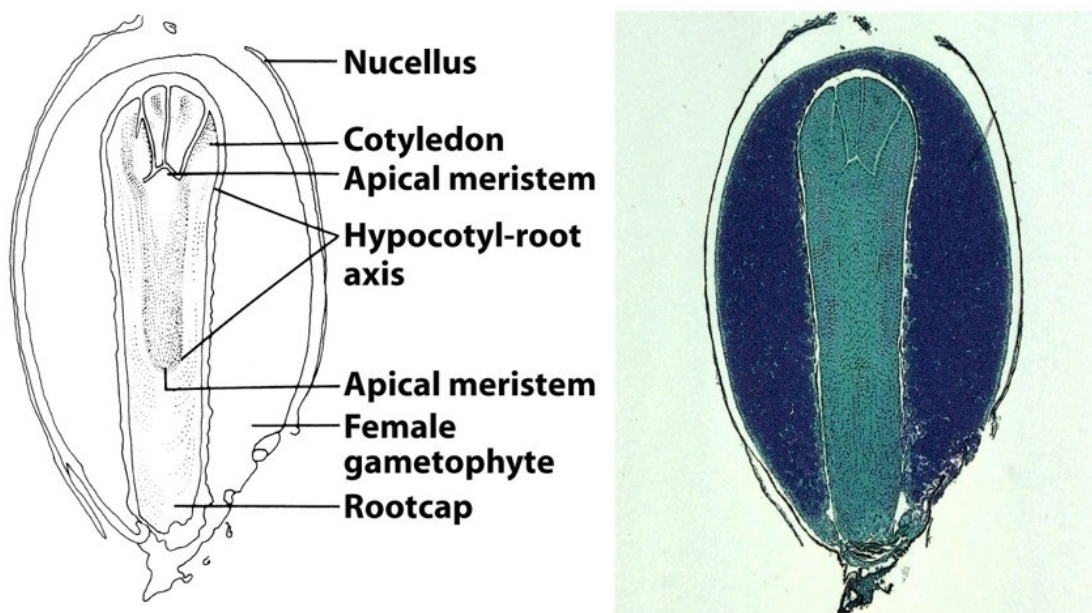 Nucellus
Cotyledon
Apical meristem
Hypocotyl-root
axis
Apical meristem
Female
gametophyte
Rootcap